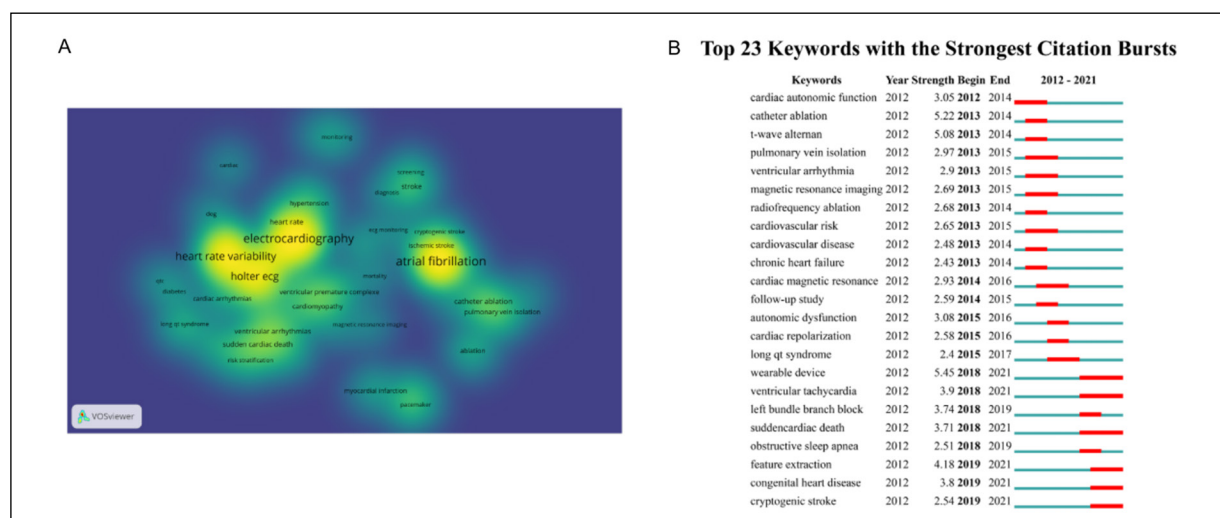 A
monitoring
cardiac
screening
diagnosis
stroke
hypertension
dog
heart rate
electrocardiography
ecg monitoring
cryptogenic stroke
ischemic stroke
heart rate variability
atrial fibrillation
holter ecg
mortality
diabetes
cardiac arrhythmias
ventricular premature complexe
cardiomyopathy
catheter ablation
pulmonary vein isolation
long qt syndrome
ventricular arrhythmias
magnetic resonance imaging
sudden cardiac death
ablation
risk stratification
myocardial infarction
pacemaker
VOSviewer
B Top 23 Keywords with the Strongest Citation Bursts
Keywords Year Strength Begin End 2012 - 2021
cardiac autonomic function 2012 3.05 2012 2014
catheter ablation 2012 5.22 2013 2014
t-wave alternan 2012 5.08 2013 2014
pulmonary vein isolation 2012 2.97 2013 2015
ventricular arrhythmia 2012 2.9 2013 2015
magnetic resonance imaging 2012 2.69 2013 2015
radiofrequency ablation 2012 2.68 2013 2014
cardiovascular risk 2012 2.65 2013 2015
cardiovascular disease 2012 2.48 2013 2014
chronic heart failure 2012 2.43 2013 2014
cardiac magnetic resonance 2012 2.93 2014 2016
follow-up study 2012 2.59 2014 2015
autonomic dysfunction 2012 3.08 2015 2016
cardiac repolarization 2012 2.58 2015 2016
long qt syndrome 2012 2.4 2015 2017
wearable device 2012 5.45 2018 2021
ventricular tachycardia 2012 3.9 2018 2021
left bundle branch block 2012 3.74 2018 2019
suddencardiac death 2012 3.71 2018 2021
obstructive sleep apnea 2012 2.51 2018 2019
feature extraction 2012 4.18 2019 2021
congenital heart disease 2012 3.8 2019 2021
cryptogenic stroke 2012 2.54 2019 2021